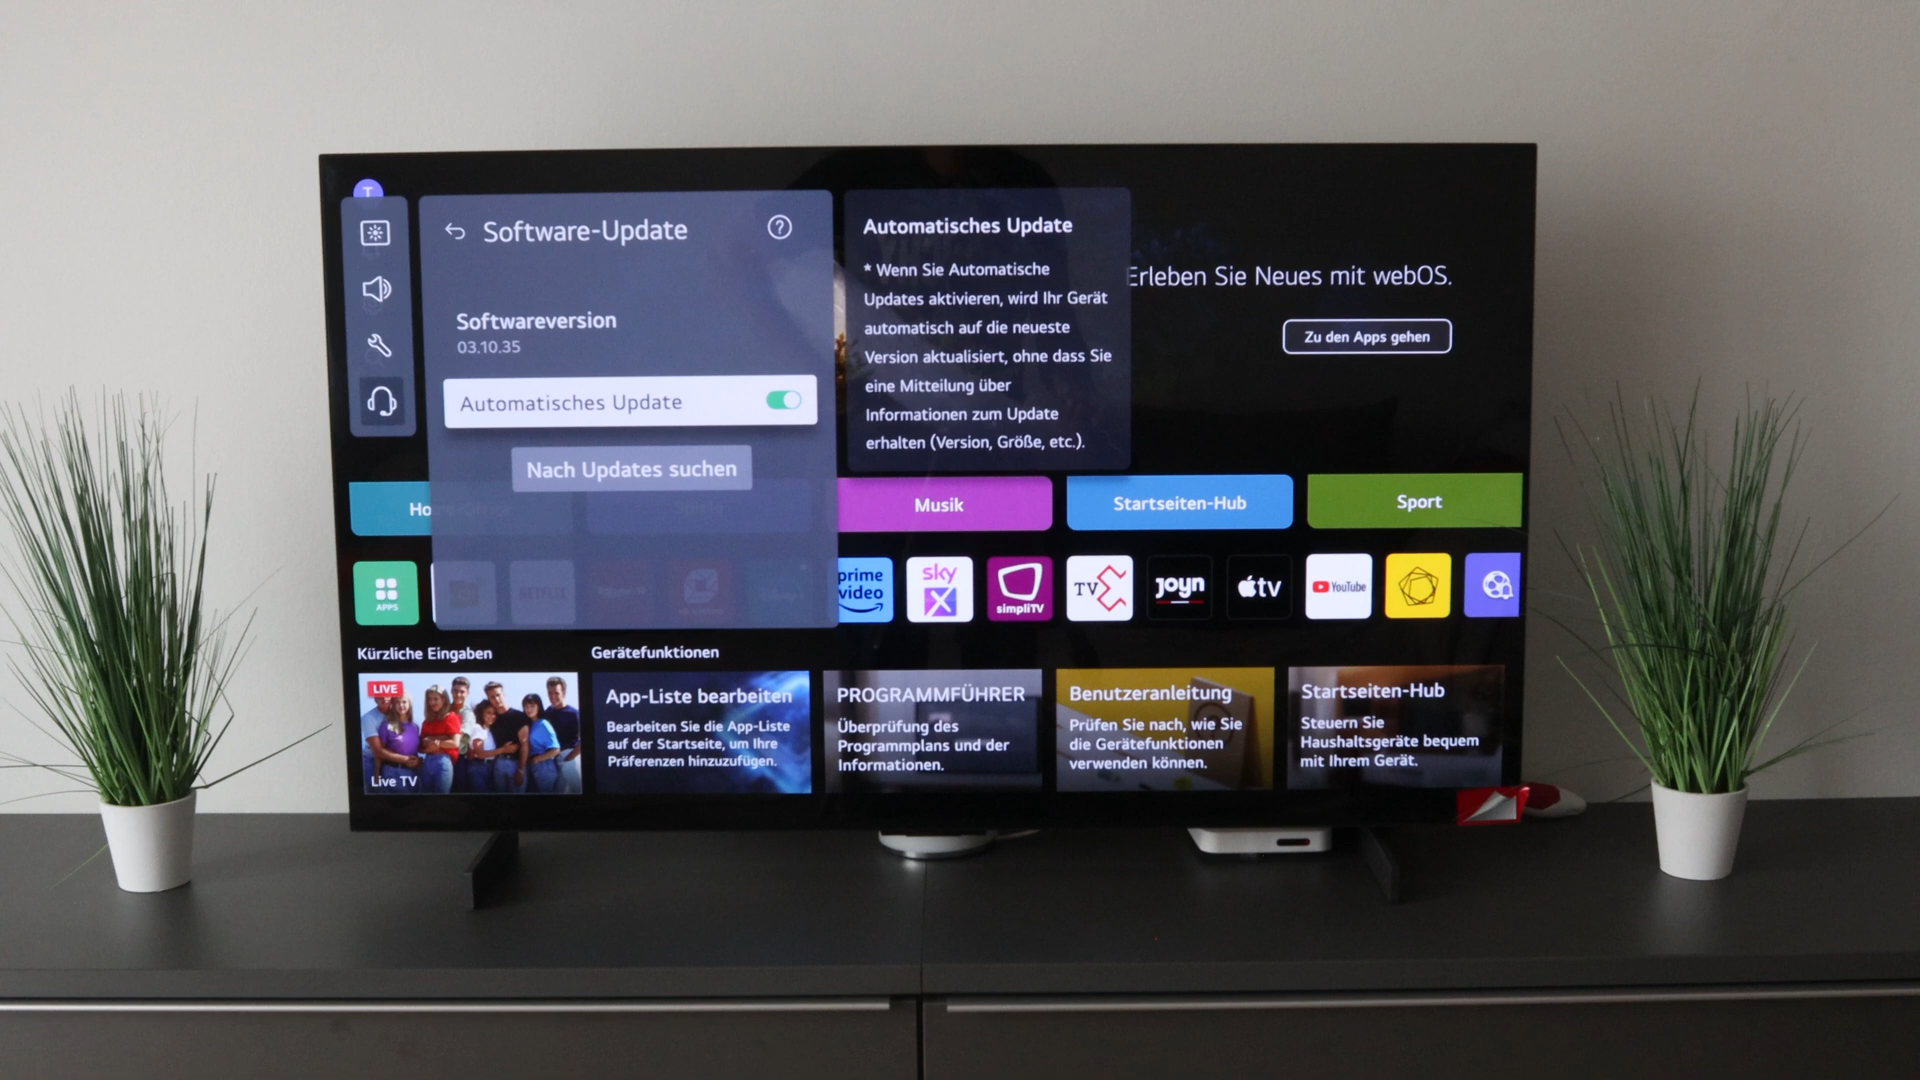 T
Software-Update
?
Softwareversion
03.10.35
Automatisches Update
Nach Updates suchen
Automatisches Update
* Wenn Sie Automatische
Updates aktivieren, wird Ihr Gerät
automatisch auf die neueste
Version aktualisiert, ohne dass Sie
eine Mitteilung über
Informationen zum Update
erhalten (Version, Größe, etc.).
Erleben Sie Neues mit webOS.
Zu den Apps gehen
Musik
Startseiten-Hub
Sport
APPS
NETFLIX
prime
video
sky
X
simpliTV
TV
joyn
tv
YouTube
Kürzliche Eingaben
Gerätefunktionen
LIVE
Live TV
App-Liste bearbeiten
Bearbeiten Sie die App-Liste
auf der Startseite, um Ihre
Präferenzen hinzuzufügen.
PROGRAMMFÜHRER
Überprüfung des
Programmplans und der
Informationen.
Benutzeranleitung
Prüfen Sie nach, wie Sie
die Gerätefunktionen
verwenden können.
Startseiten-Hub
Steuern Sie
Haushaltsgeräte bequem
mit Ihrem Gerät.